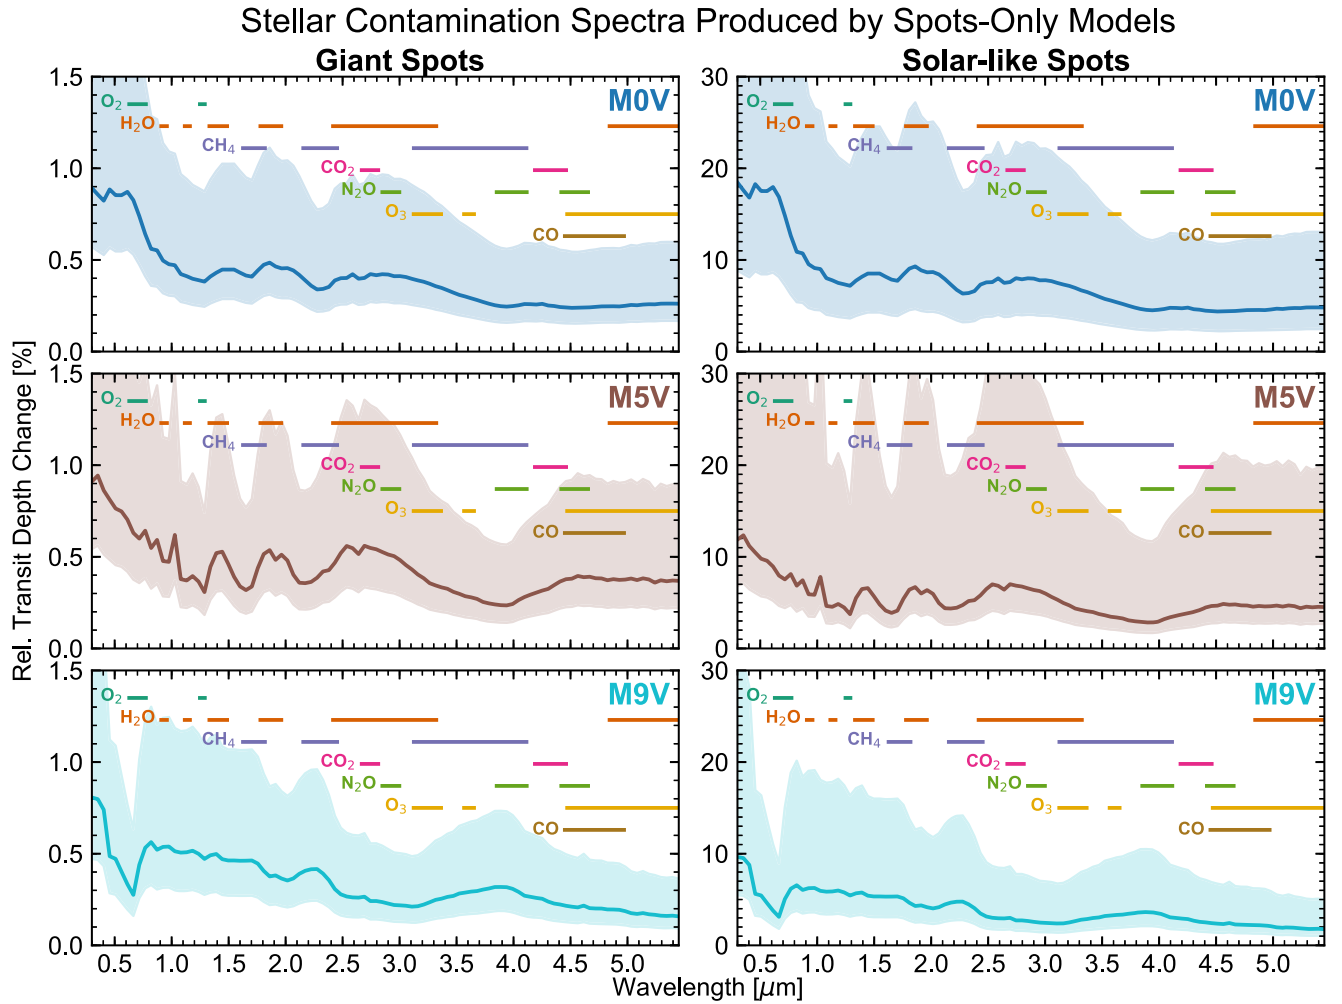 Stellar Contamination Spectra Produced by Spots-Only Models
Giant Spots
Solar-like Spots
Rel. Transit Depth Change [%]
1.5
1.0
0.5
0.0
M0V
O₂
H₂O
CH₄
CO₂
N₂O
O₃
CO
30
20
10
0
M0V
O₂
H₂O
CH₄
CO₂
N₂O
O₃
CO
1.5
1.0
0.5
0.0
M5V
O₂
H₂O
CH₄
CO₂
N₂O
O₃
CO
30
20
10
0
M5V
O₂
H₂O
CH₄
CO₂
N₂O
O₃
CO
1.5
1.0
0.5
0.0
M9V
O₂
H₂O
CH₄
CO₂
N₂O
O₃
CO
30
20
10
0
M9V
O₂
H₂O
CH₄
CO₂
N₂O
O₃
CO
0.5 1.0 1.5 2.0 2.5 3.0 3.5 4.0 4.5 5.0
0.5 1.0 1.5 2.0 2.5 3.0 3.5 4.0 4.5 5.0
Wavelength [μm]